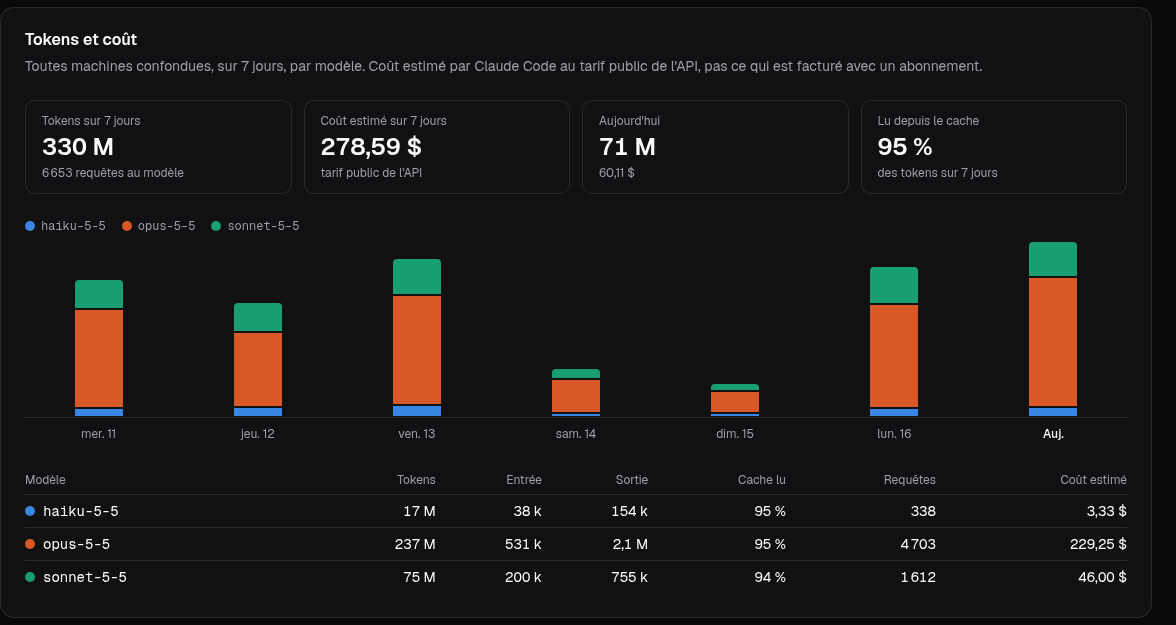 Tokens et coût
Toutes machines confondues, sur 7 jours, par modèle. Coût estimé par Claude Code au tarif public de l'API, pas ce qui est facturé avec un abonnement.
Tokens sur 7 jours
330 M
6 653 requêtes au modèle
Coût estimé sur 7 jours
278,59 $
tarif public de l'API
Aujourd'hui
71 M
60,11 $
Lu depuis le cache
95 %
des tokens sur 7 jours
haiku-5-5 opus-5-5 sonnet-5-5
mer. 11 jeu. 12 ven. 13 sam. 14 dim. 15 lun. 16 Auj.
Modèle Tokens Entrée Sortie Cache lu Requêtes Coût estimé
haiku-5-5 17 M 38 k 154 k 95 % 338 3,33 $
opus-5-5 237 M 531 k 2,1 M 95 % 4 703 229,25 $
sonnet-5-5 75 M 200 k 755 k 94 % 1 612 46,00 $